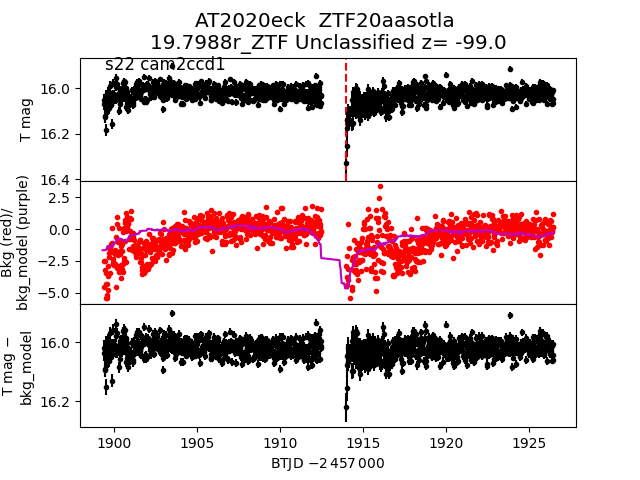 AT2020eck  ZTF20aasotla
19.7988r_ZTF Unclassified z= -99.0
s22 cam2ccd1
T mag
16.0
16.2
16.4
Bkg (red)/
bkg_model (purple)
2.5
0.0
−2.5
−5.0
T mag −
bkg_model
16.0
16.2
1900 1905 1910 1915 1920 1925
BTJD −2 457 000